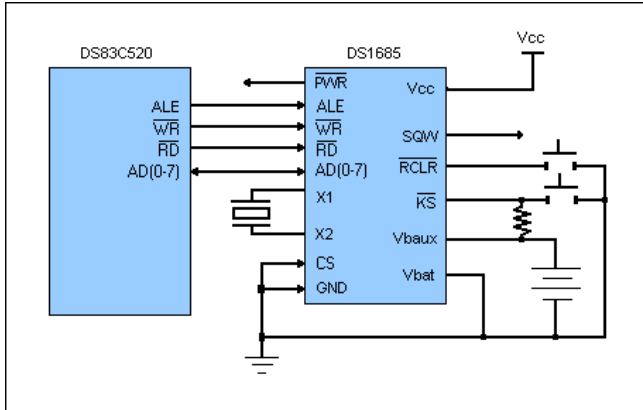 DS83C520
DS1685
Vcc
PWR
ALE
ALE
WR
WR
RD
RD
AD(0-7)
AD(0-7)
X1
X2
CS
GND
Vcc
SQW
RCLR
KS
Vbaux
Vbat